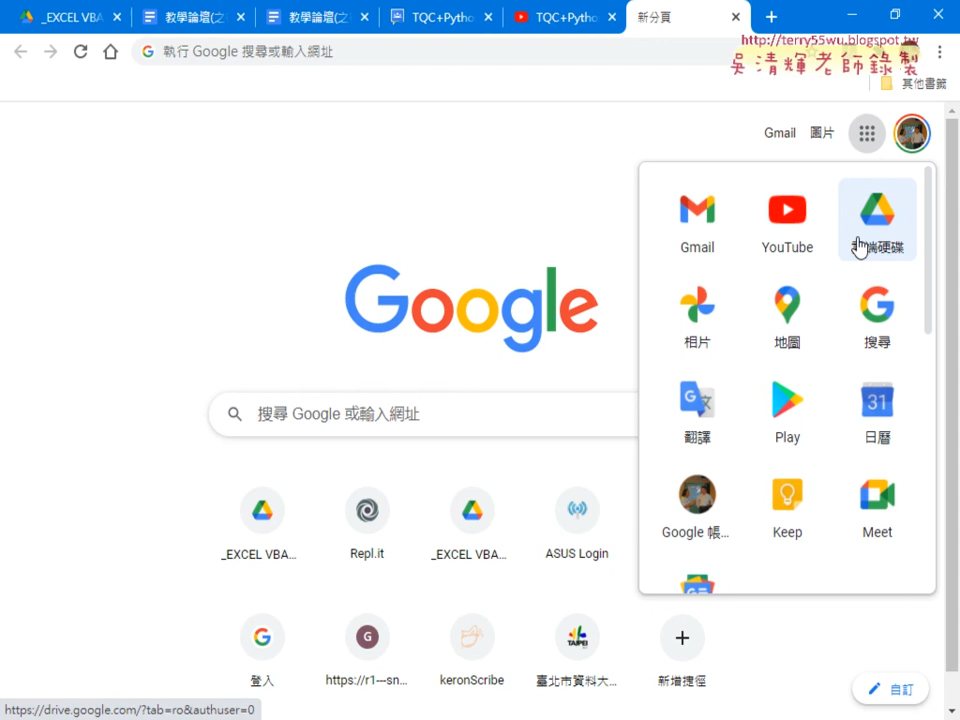 _EXCEL VBA
教學論壇(之
教學論壇(之
TQC+Pytho
TQC+Pytho
新分頁
執行 Google 搜尋或輸入網址
http://terry55wu.blogspot.tw
吳清輝老師錄製
其他書籤
Gmail
圖片
Gmail
YouTube
端硬碟
相片
地圖
搜尋
翻譯
Play
日曆
31
Google 帳...
Keep
Meet
Google
搜尋 Google 或輸入網址
_EXCEL VBA...
Repl.it
_EXCEL VBA...
ASUS Login
G
TAIPEI
登入
https://r1---sn...
keronScribe
臺北市資料大...
新增捷徑
自訂
https://drive.google.com/?tab=ro&authuser=0